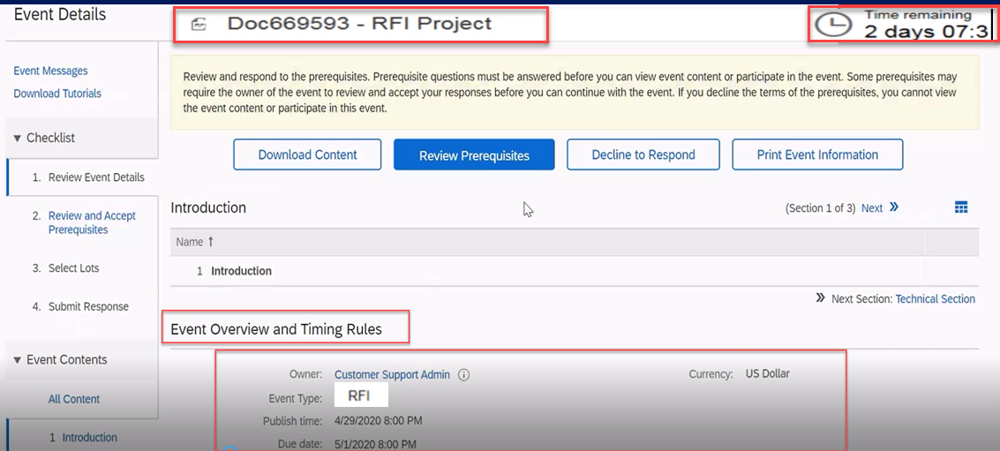 Event Details
Doc669593 - RFI Project
Time remaining
2 days 07:3
Event Messages
Download Tutorials
Review and respond to the prerequisites. Prerequisite questions must be answered before you can view event content or participate in the event. Some prerequisites may
require the owner of the event to review and accept your responses before you can continue with the event. If you decline the terms of the prerequisites, you cannot view
the event content or participate in this event.
▼ Checklist
Download Content
Review Prerequisites
Decline to Respond
Print Event Information
1. Review Event Details
2. Review and Accept
Prerequisites
3. Select Lots
4. Submit Response
Introduction
(Section 1 of 3) Next »
Name ↑
1 Introduction
» Next Section: Technical Section
Event Overview and Timing Rules
▼ Event Contents
All Content
1 Introduction
Owner: Customer Support Admin
Currency: US Dollar
Event Type: RFI
Publish time: 4/29/2020 8:00 PM
Due date: 5/1/2020 8:00 PM